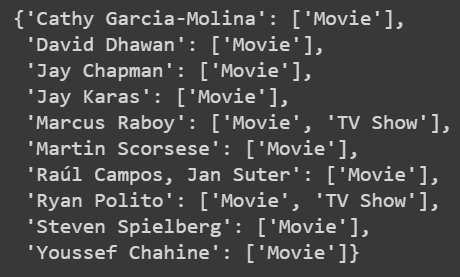 {'Cathy Garcia-Molina': ['Movie'],
 'David Dhawan': ['Movie'],
 'Jay Chapman': ['Movie'],
 'Jay Karas': ['Movie'],
 'Marcus Raboy': ['Movie', 'TV Show'],
 'Martin Scorsese': ['Movie'],
 'Raúl Campos, Jan Suter': ['Movie'],
 'Ryan Polito': ['Movie', 'TV Show'],
 'Steven Spielberg': ['Movie'],
 'Youssef Chahine': ['Movie']}